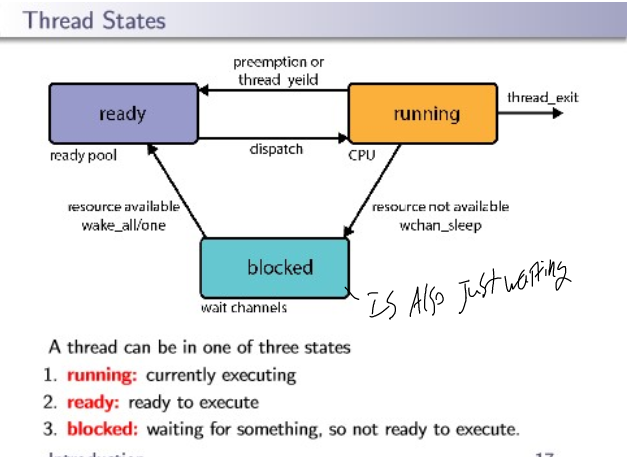 Thread States
preemption or
thread_yeild
ready
running
thread_exit
ready pool
dispatch
CPU
resource available
wake_all/one
resource not available
wchan_sleep
blocked
wait channels
Is Also Just waiting
A thread can be in one of three states
1. running: currently executing
2. ready: ready to execute
3. blocked: waiting for something, so not ready to execute.
Introduction
17